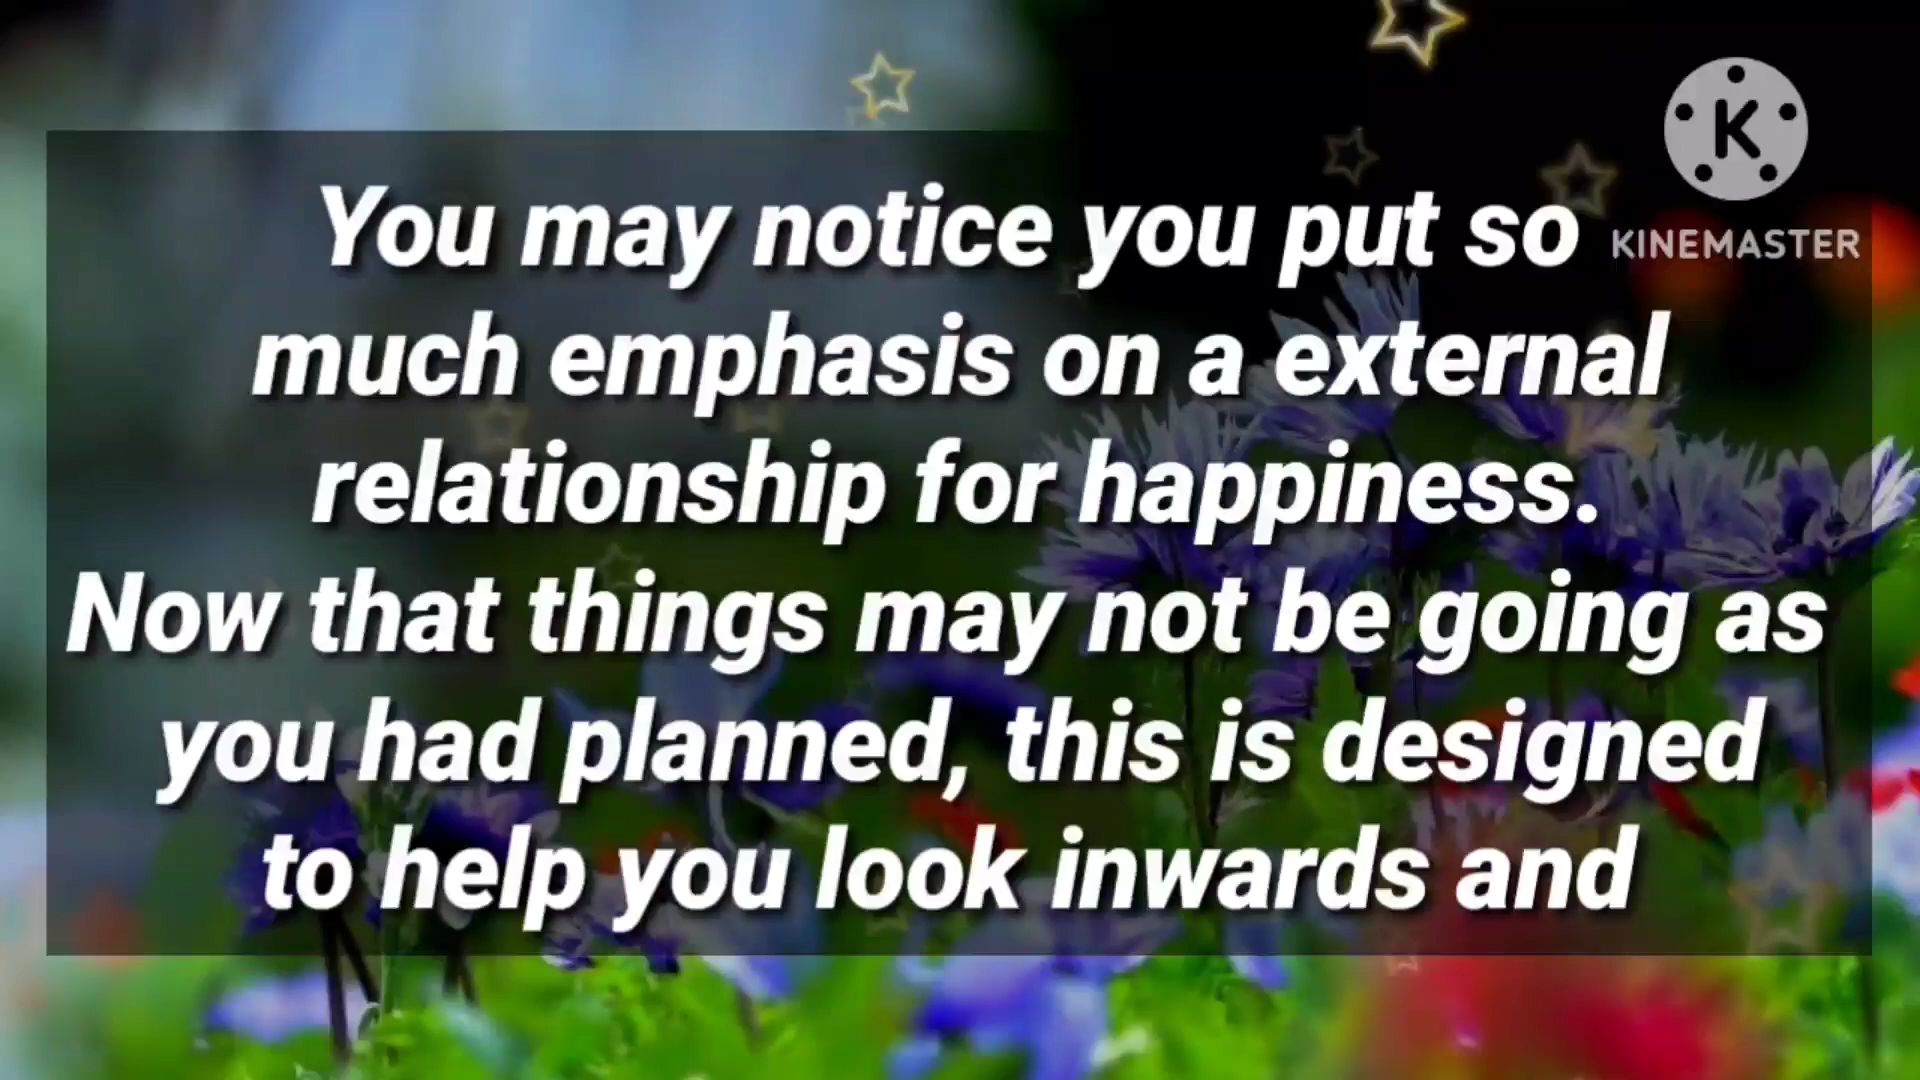 You may notice you put so
much emphasis on a external
relationship for happiness.
Now that things may not be going as
you had planned, this is designed
to help you look inwards and
K
KINEMASTER